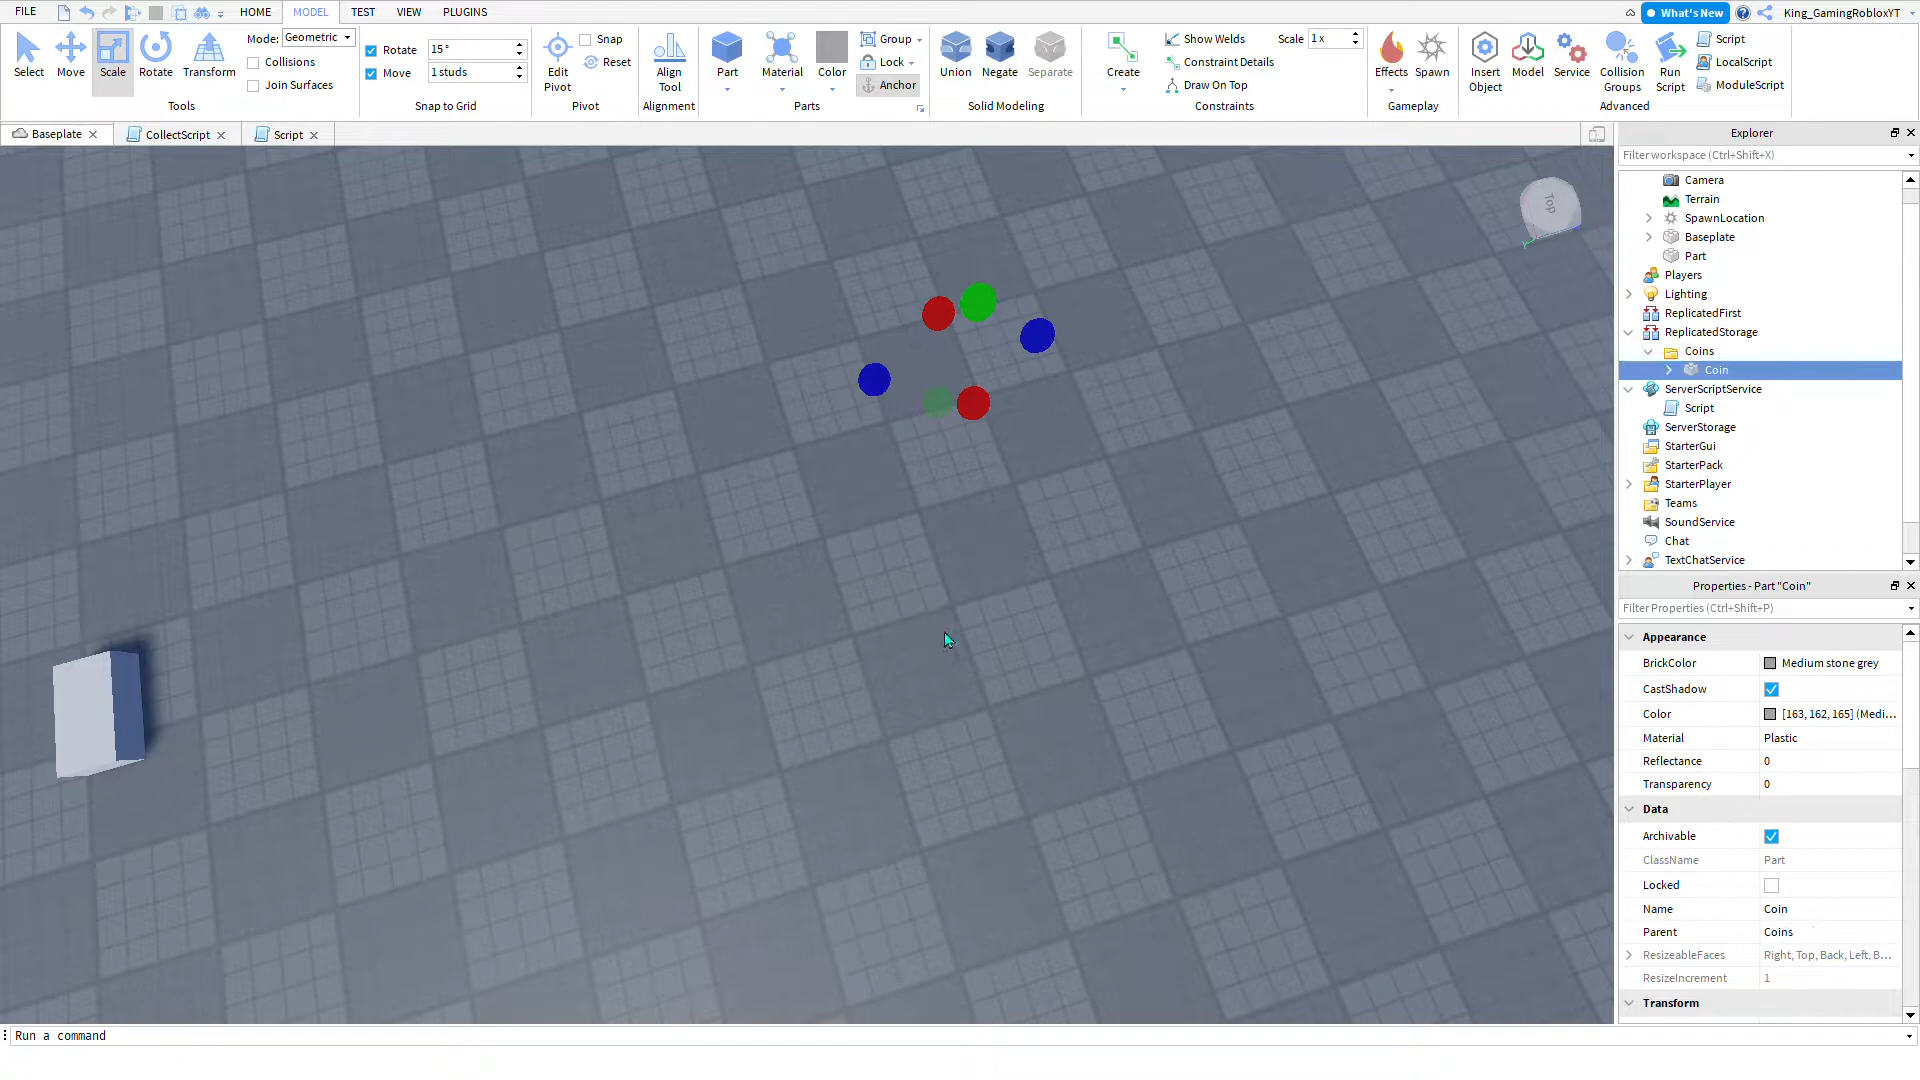 FILE HOME MODEL TEST VIEW PLUGINS What's New King_GamingRobloxYT
Select Move Scale Rotate Transform
Mode: Geometric
Collisions
Join Surfaces
Tools
Rotate 15°
Move 1 studs
Snap to Grid
Edit Pivot
Snap
Reset
Pivot
Align Tool
Alignment
Part Material Color
Group
Lock
Anchor
Parts
Union Negate Separate
Solid Modeling
Create
Show Welds Scale 1 x
Constraint Details
Draw On Top
Constraints
Effects Spawn
Gameplay
Insert Object Model Service Collision Groups Run Script
Script
LocalScript
ModuleScript
Advanced
Baseplate CollectScript Script
Top
Explorer
Filter workspace (Ctrl+Shift+X)
Camera
Terrain
SpawnLocation
Baseplate
Part
Players
Lighting
ReplicatedFirst
ReplicatedStorage
Coins
Coin
ServerScriptService
Script
ServerStorage
StarterGui
StarterPack
StarterPlayer
Teams
SoundService
Chat
TextChatService
Properties - Part "Coin"
Filter Properties (Ctrl+Shift+P)
Appearance
BrickColor Medium stone grey
CastShadow
Color [163, 162, 165] (Medi...
Material Plastic
Reflectance 0
Transparency 0
Data
Archivable
ClassName Part
Locked
Name Coin
Parent Coins
ResizeableFaces Right, Top, Back, Left, B...
ResizeIncrement 1
Transform
Run a command